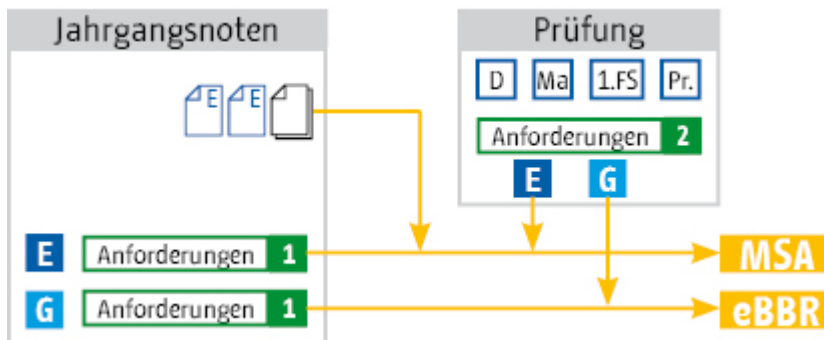 Jahrgangsnoten
E E
E Anforderungen 1
G Anforderungen 1
Prüfung
D Ma 1.FS Pr.
Anforderungen 2
E G
MSA
eBBR